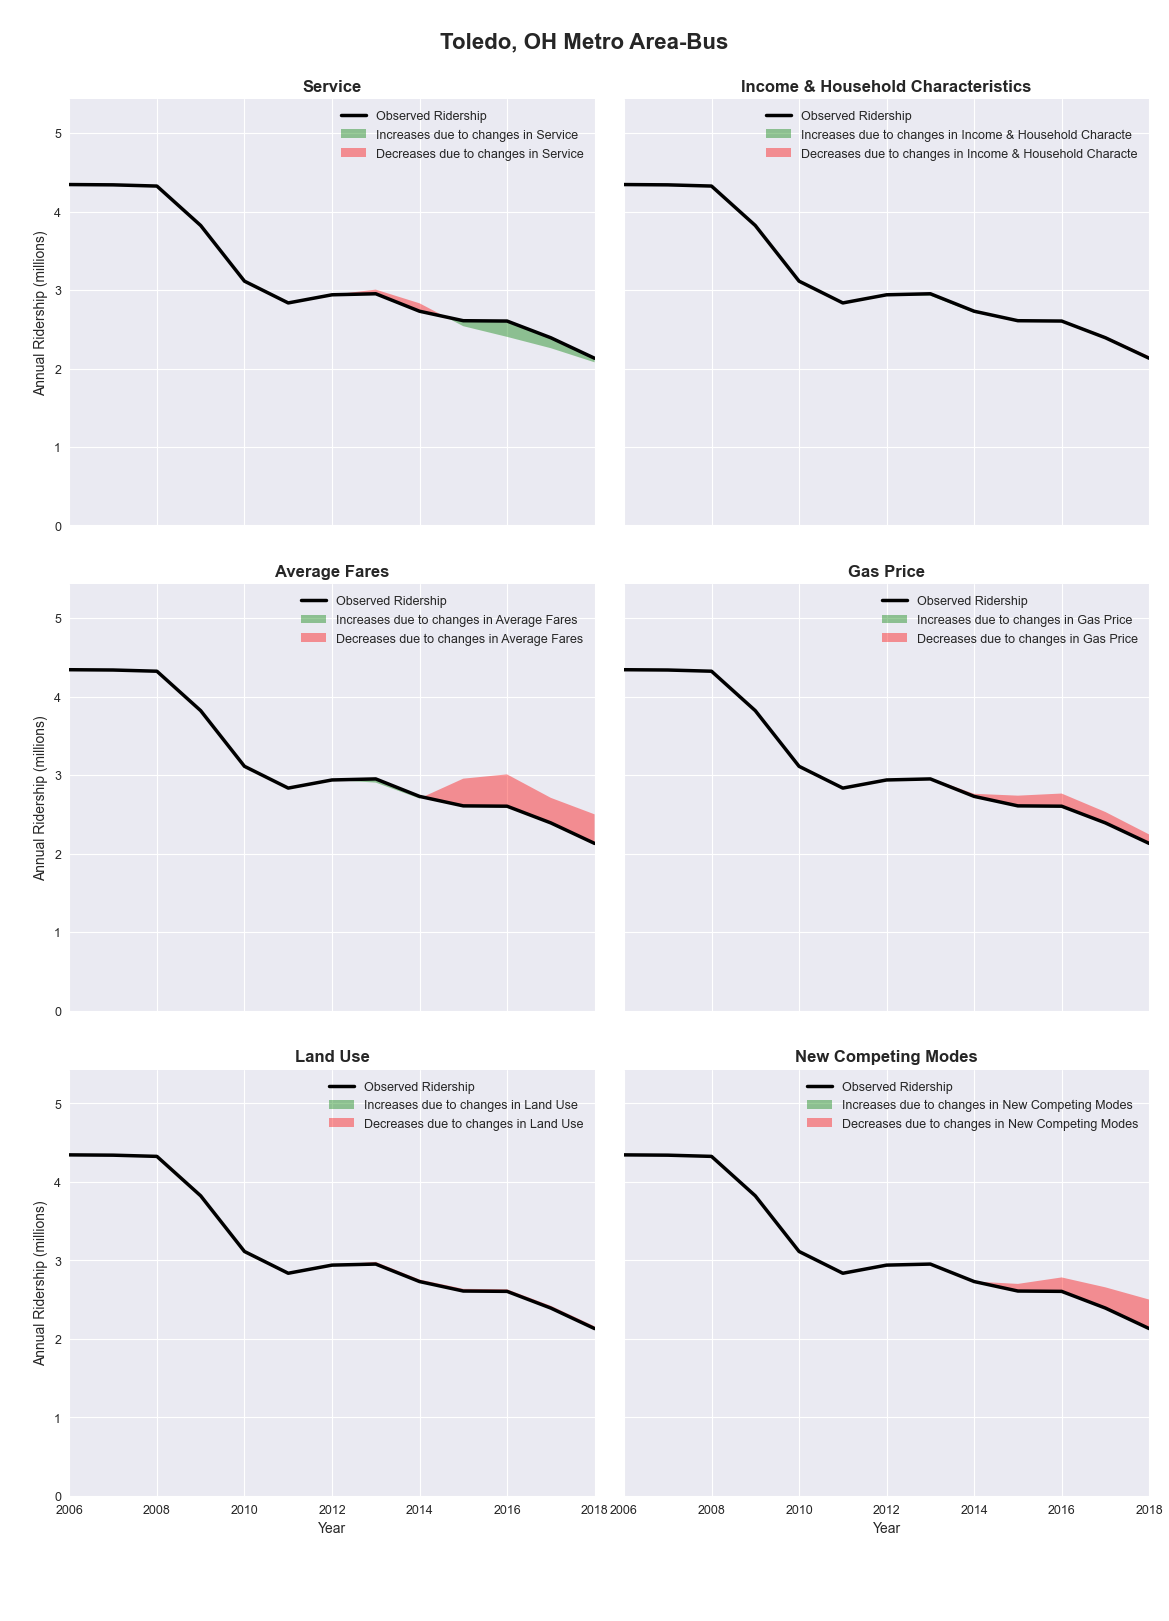 Toledo, OH Metro Area-Bus
Service
Observed Ridership
Increases due to changes in Service
Decreases due to changes in Service
5
4
3
2
1
0
Annual Ridership (millions)
Income & Household Characteristics
Observed Ridership
Increases due to changes in Income & Household Characte
Decreases due to changes in Income & Household Characte
Average Fares
Observed Ridership
Increases due to changes in Average Fares
Decreases due to changes in Average Fares
5
4
3
2
1
0
Annual Ridership (millions)
Gas Price
Observed Ridership
Increases due to changes in Gas Price
Decreases due to changes in Gas Price
Land Use
Observed Ridership
Increases due to changes in Land Use
Decreases due to changes in Land Use
5
4
3
2
1
0
Annual Ridership (millions)
2006 2008 2010 2012 2014 2016 2018
Year
New Competing Modes
Observed Ridership
Increases due to changes in New Competing Modes
Decreases due to changes in New Competing Modes
2006 2008 2010 2012 2014 2016 2018
Year